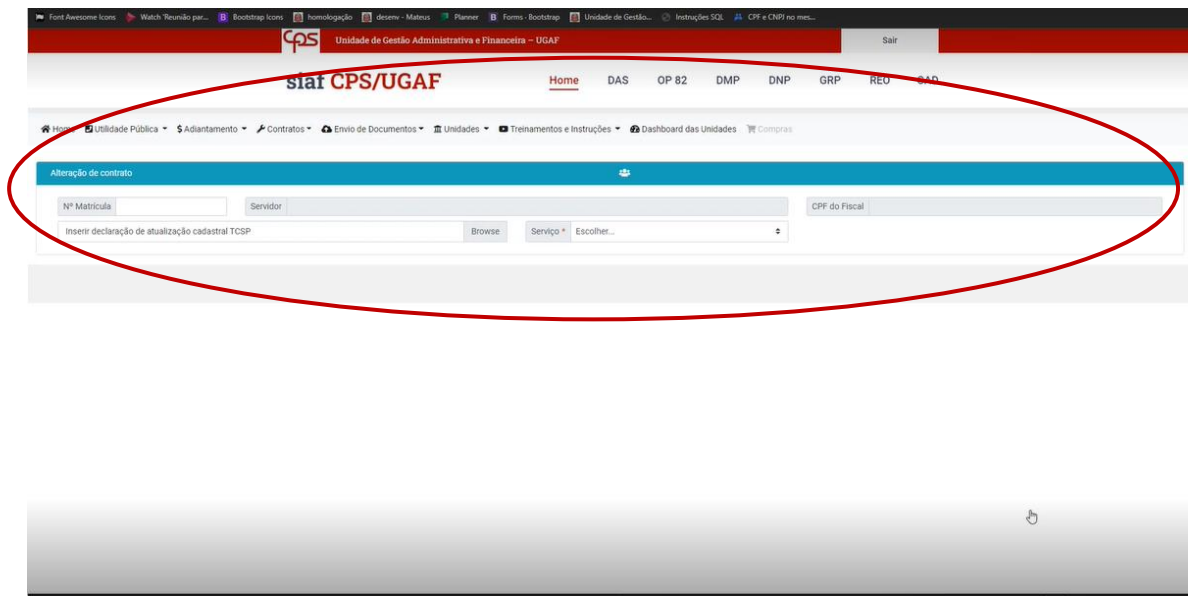 Font Awesome Icons Watch 'Reunião par... Bootstrap Icons homologação desenv - Mateus Planner Forms · Bootstrap Unidade de Gestão... Instruções SQL CPF e CNPJ no mes...
cps Unidade de Gestão Administrativa e Financeira – UGAF Sair
siaf CPS/UGAF Home DAS OP 82 DMP DNP GRP REO CAD
Home Utilidade Pública $ Adiantamento Contratos Envio de Documentos Unidades Treinamentos e Instruções Dashboard das Unidades Compras
Alteração de contrato
Nº Matrícula Servidor CPF do Fiscal
Inserir declaração de atualização cadastral TCSP Browse Serviço * Escolher...